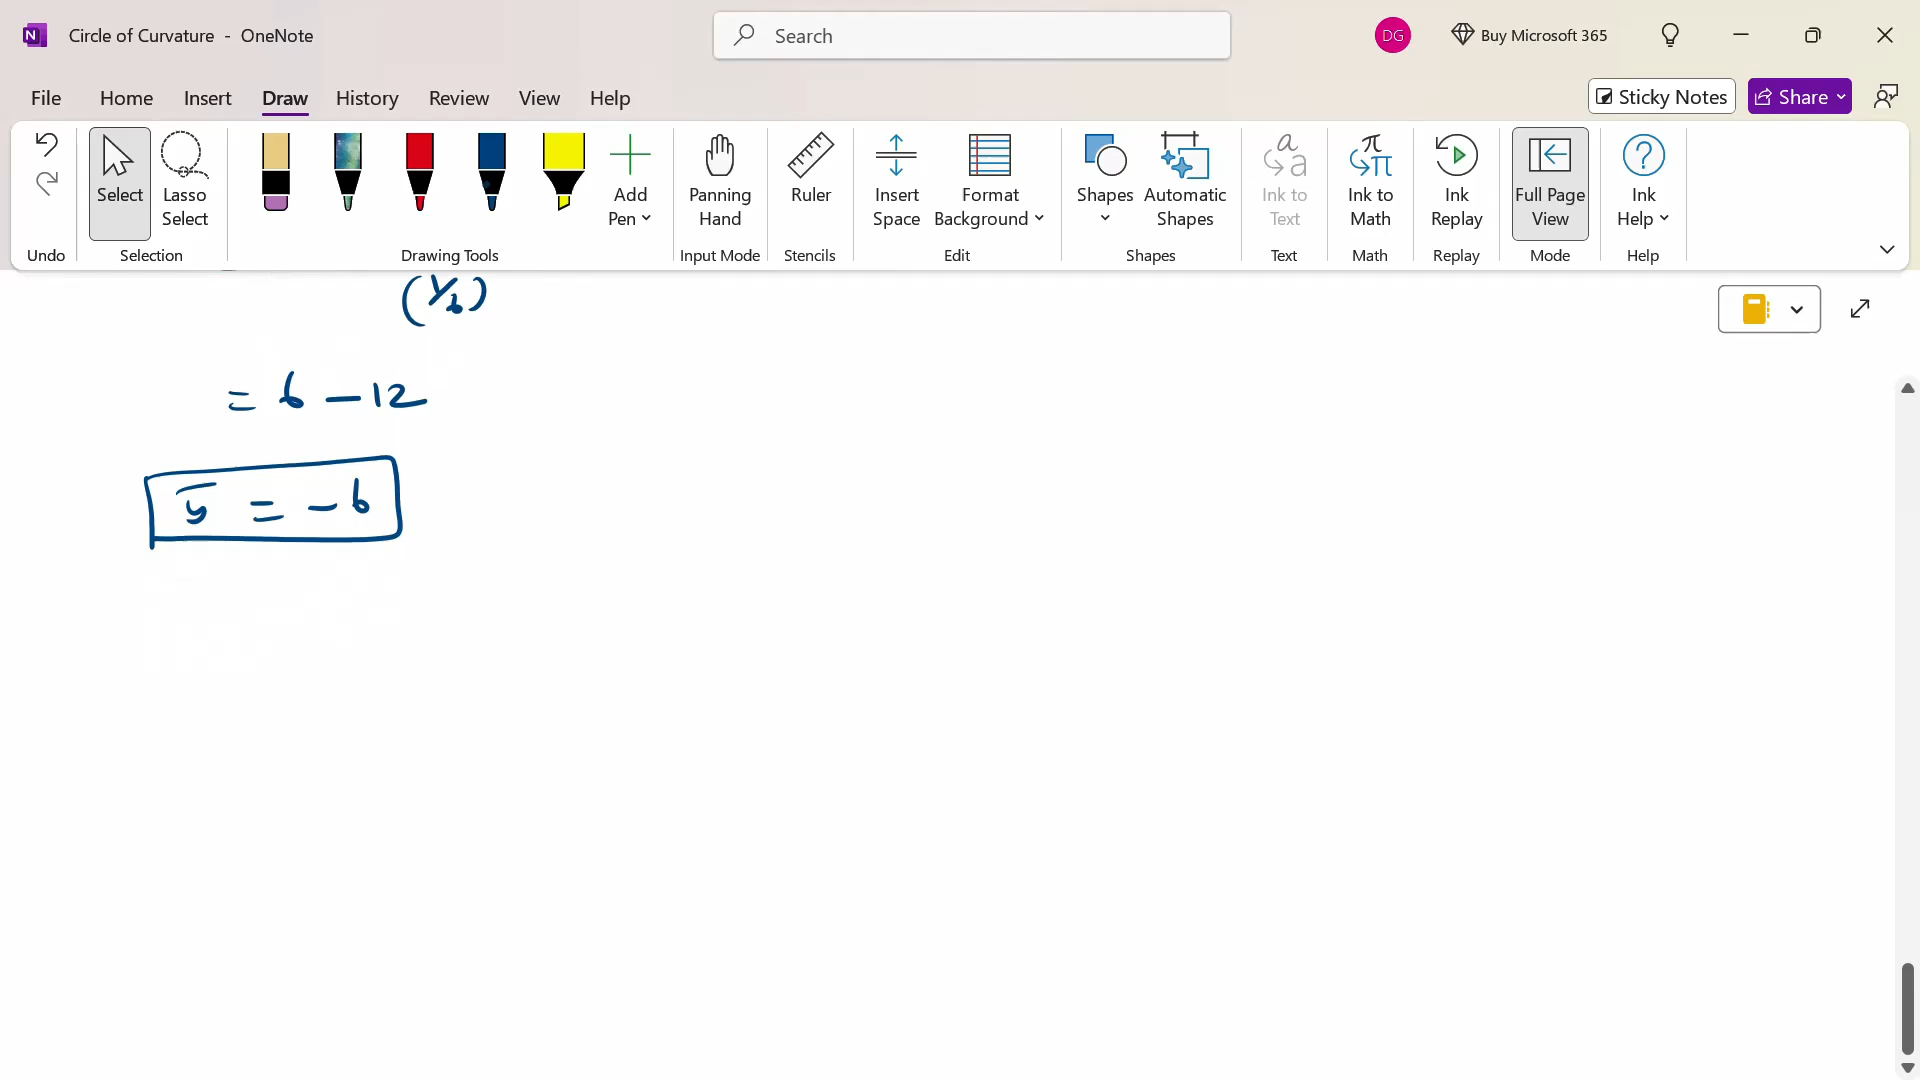 Circle of Curvature - OneNote
Search
DG
Buy Microsoft 365
File Home Insert Draw History Review View Help
Sticky Notes
Share
Select
Lasso Select
Add Pen
Panning Hand
Ruler
Insert Space
Format Background
Shapes
Automatic Shapes
Ink to Text
Ink to Math
Ink Replay
Full Page View
Ink Help
Undo
Selection
Drawing Tools
Input Mode
Stencils
Edit
Shapes
Text
Math
Replay
Mode
Help
(1/6)
= 6 - 12
y̅ = -6